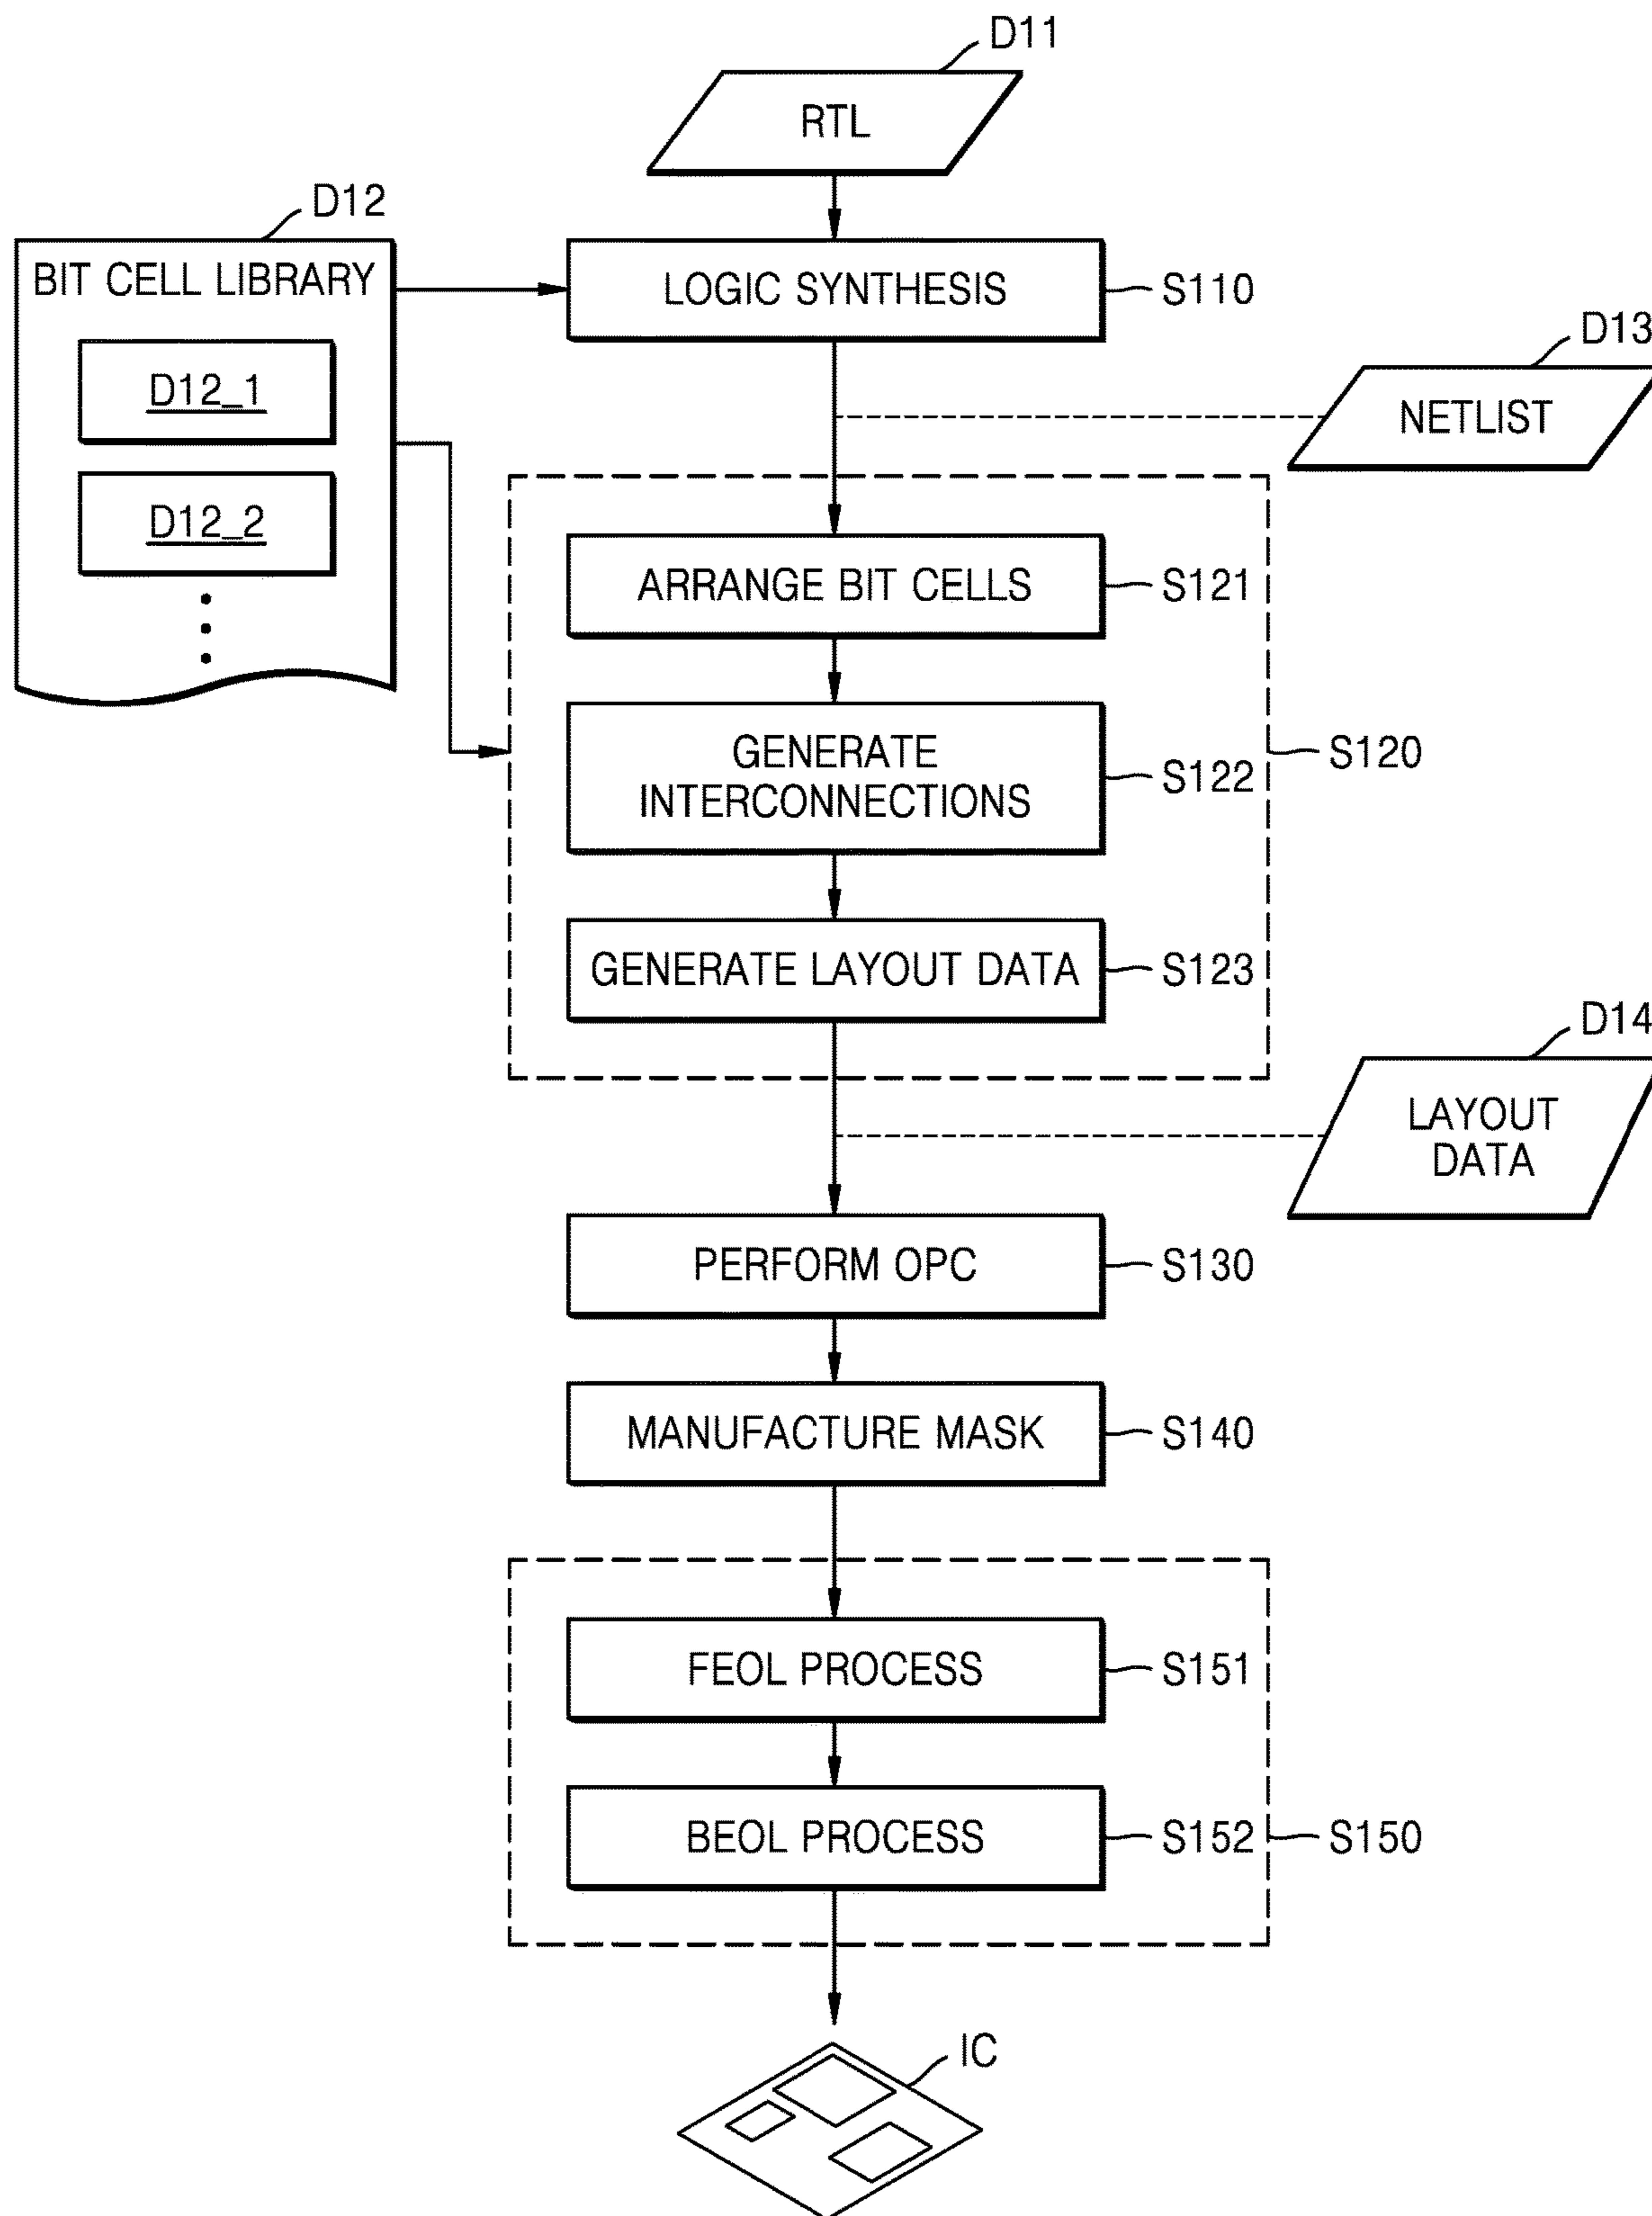 D11
RTL
D12
BIT CELL LIBRARY
LOGIC SYNTHESIS
S110
D12_1
D13
NETLIST
D12_2
ARRANGE BIT CELLS
S121
GENERATE
INTERCONNECTIONS
S122
S120
GENERATE LAYOUT DATA
S123
D14
LAYOUT
DATA
PERFORM OPC
S130
MANUFACTURE MASK
S140
FEOL PROCESS
S151
BEOL PROCESS
S152
S150
IC